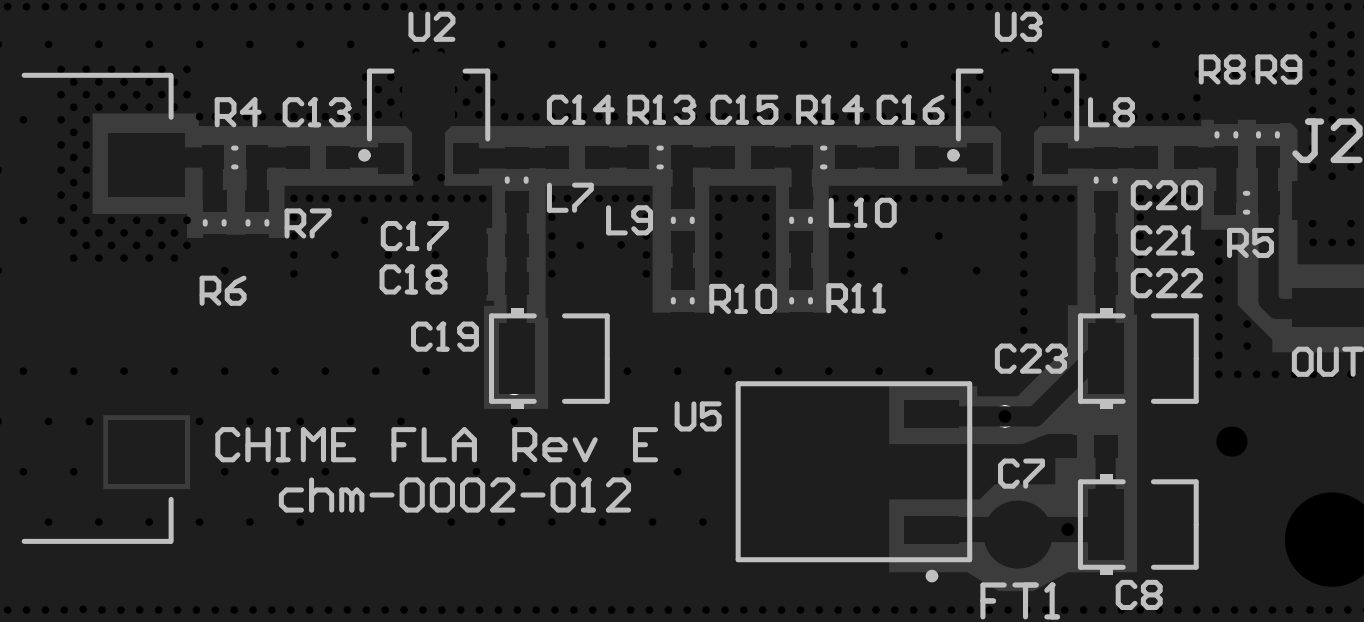 U2
U3
R8 R9
R4 C13
C14 R13 C15 R14 C16
L8
J2
L7
L9
L10
C20
R7
C17
C21
R5
C18
C22
R6
R10
R11
C19
C23
OUT
U5
CHIME FLA Rev E
C7
chm-0002-012
FT1
C8